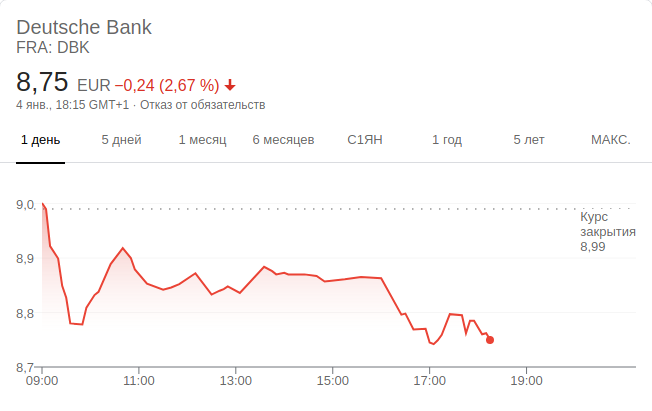 Deutsche Bank
FRA: DBK
8,75 EUR −0,24 (2,67 %)
4 янв., 18:15 GMT+1 · Отказ от обязательств
1 день 5 дней 1 месяц 6 месяцев С1ЯН 1 год 5 лет МАКС.
9,0
Курс
закрытия
8,99
8,9
8,8
8,7
09:00 11:00 13:00 15:00 17:00 19:00